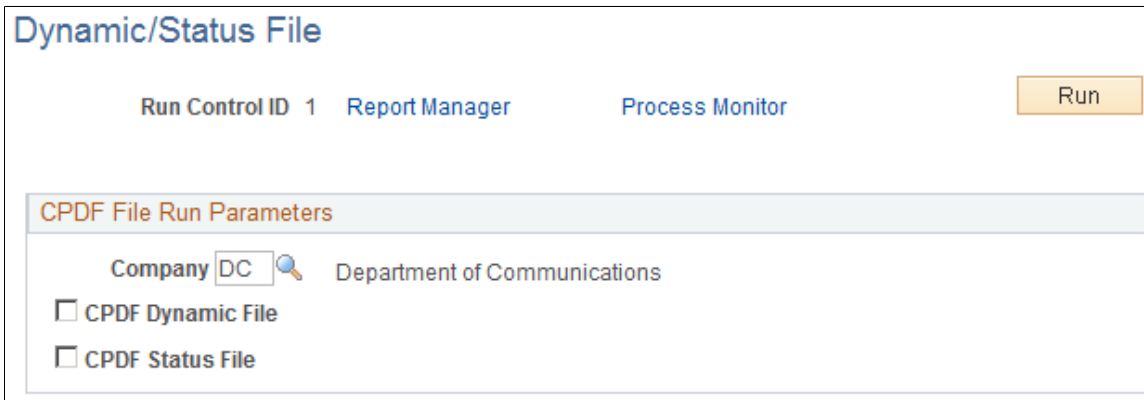 Dynamic/Status File
Run Control ID 1 Report Manager Process Monitor Run
CPDF File Run Parameters
Company DC Department of Communications
CPDF Dynamic File
CPDF Status File